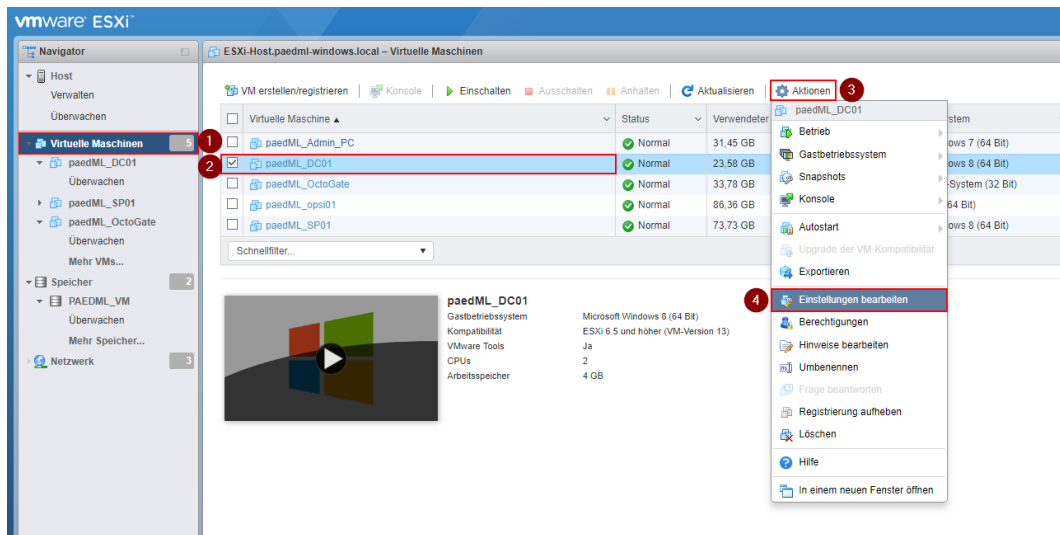 vmware ESXi™
Navigator
ESXi-Host.paedml-windows.local – Virtuelle Maschinen
Host
Verwalten
Überwachen
Virtuelle Maschinen 5
paedML_DC01
Überwachen
paedML_SP01
paedML_OctoGate
Überwachen
Mehr VMs...
Speicher 2
PAEDML_VM
Überwachen
Mehr Speicher...
Netzwerk 3
VM erstellen/registrieren Konsole Einschalten Ausschalten Anhalten Aktualisieren Aktionen 3
Virtuelle Maschine Status Verwendeter stem
1 paedML_Admin_PC Normal 31,45 GB ows 7 (64 Bit)
2 paedML_DC01 Normal 23,58 GB ows 8 (64 Bit)
paedML_OctoGate Normal 33,78 GB -System (32 Bit)
paedML_opsi01 Normal 86,36 GB 64 Bit)
paedML_SP01 Normal 73,73 GB ows 8 (64 Bit)
Schnellfilter...
paedML_DC01
Gastbetriebssystem Microsoft Windows 8 (64 Bit)
Kompatibilität ESXi 6.5 und höher (VM-Version 13)
VMware Tools Ja
CPUs 2
Arbeitsspeicher 4 GB
paedML_DC01
Betrieb
Gastbetriebssystem
Snapshots
Konsole
Autostart
Upgrade der VM-Kompatibilität
Exportieren
4 Einstellungen bearbeiten
Berechtigungen
Hinweise bearbeiten
Umbenennen
Frage beantworten
Registrierung aufheben
Löschen
Hilfe
In einem neuen Fenster öffnen